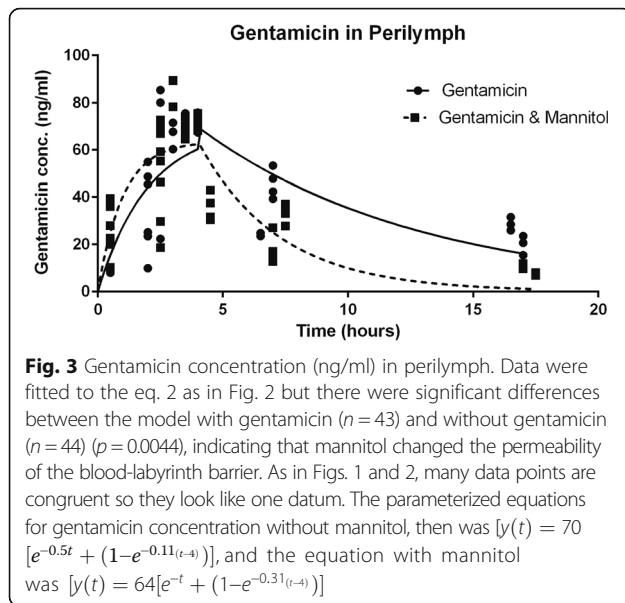 Gentamicin in Perilymph
100
80
60
40
20
0
Gentamicin conc. (ng/ml)
Gentamicin
Gentamicin & Mannitol
0
5
10
15
20
Time (hours)
Fig. 3 Gentamicin concentration (ng/ml) in perilymph. Data were
fitted to the eq. 2 as in Fig. 2 but there were significant differences
between the model with gentamicin (n = 43) and without gentamicin
(n = 44) (p = 0.0044), indicating that mannitol changed the permeability
of the blood-labyrinth barrier. As in Figs. 1 and 2, many data points are
congruent so they look like one datum. The parameterized equations
for gentamicin concentration without mannitol, then was [y(t) = 70
[e^{−0.5t} + (1−e^{−0.11(t−4)})], and the equation with mannitol
was [y(t) = 64[e^{−t} + (1−e^{−0.31(t−4)})]